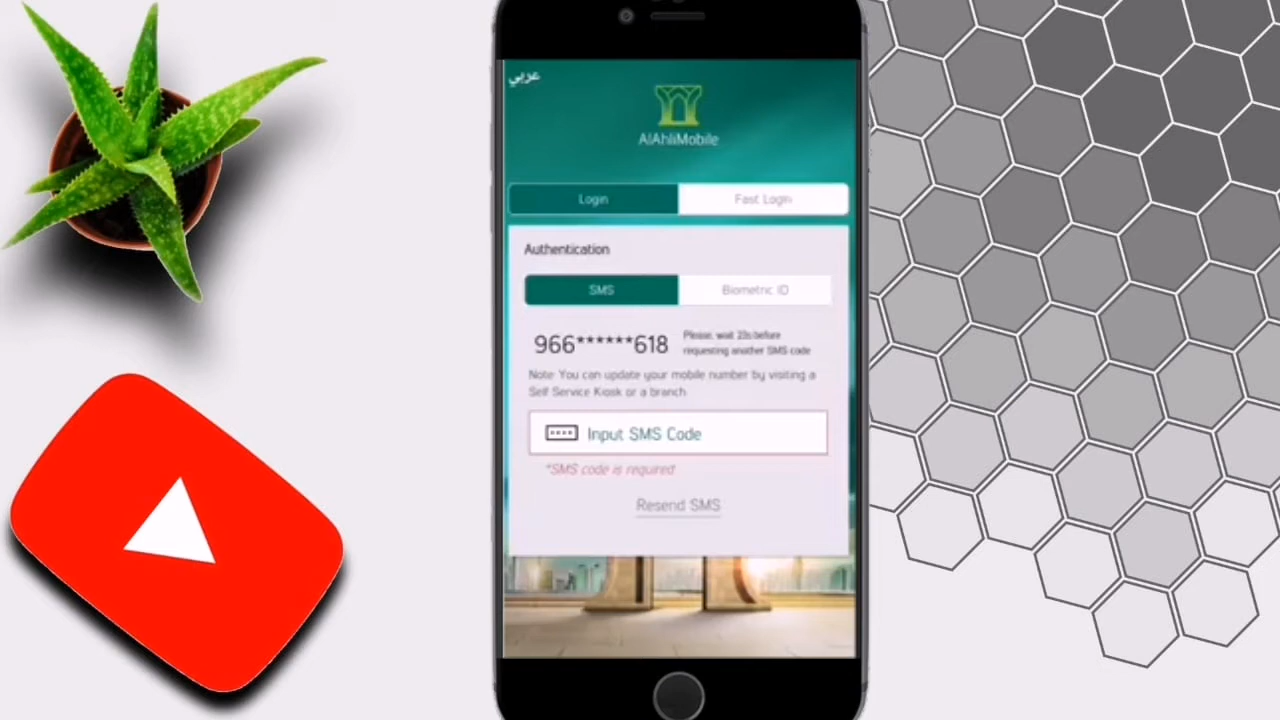 عربي
AlAhliMobile
Login
Fast Login
Authentication
SMS
Biometric ID
966******618
Please, wait 23s before
requesting another SMS code
Note: You can update your mobile number by visiting a
Self Service Kiosk or a branch
Input SMS Code
*SMS code is required
Resend SMS